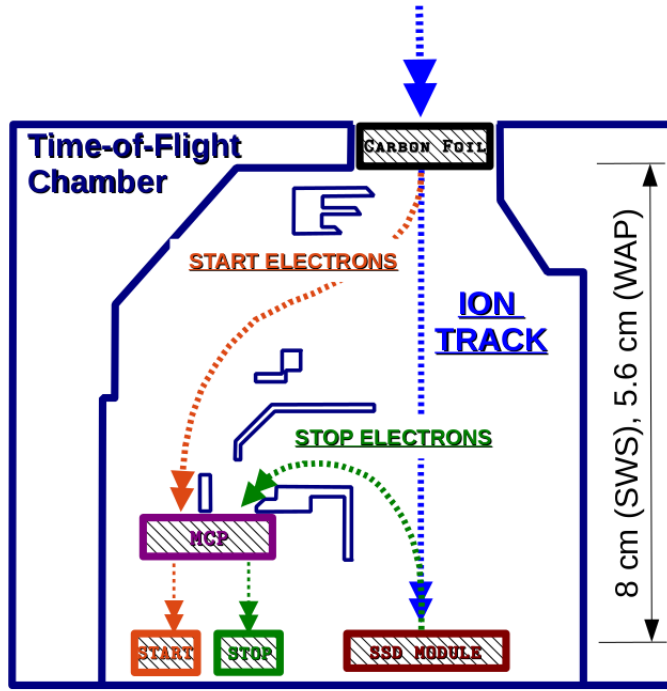 CARBON FOIL
Time-of-Flight
Chamber
START ELECTRONS
ION
TRACK
8 cm (SWS), 5.6 cm (WAP)
STOP ELECTRONS
MCP
START
STOP
SSD MODULE